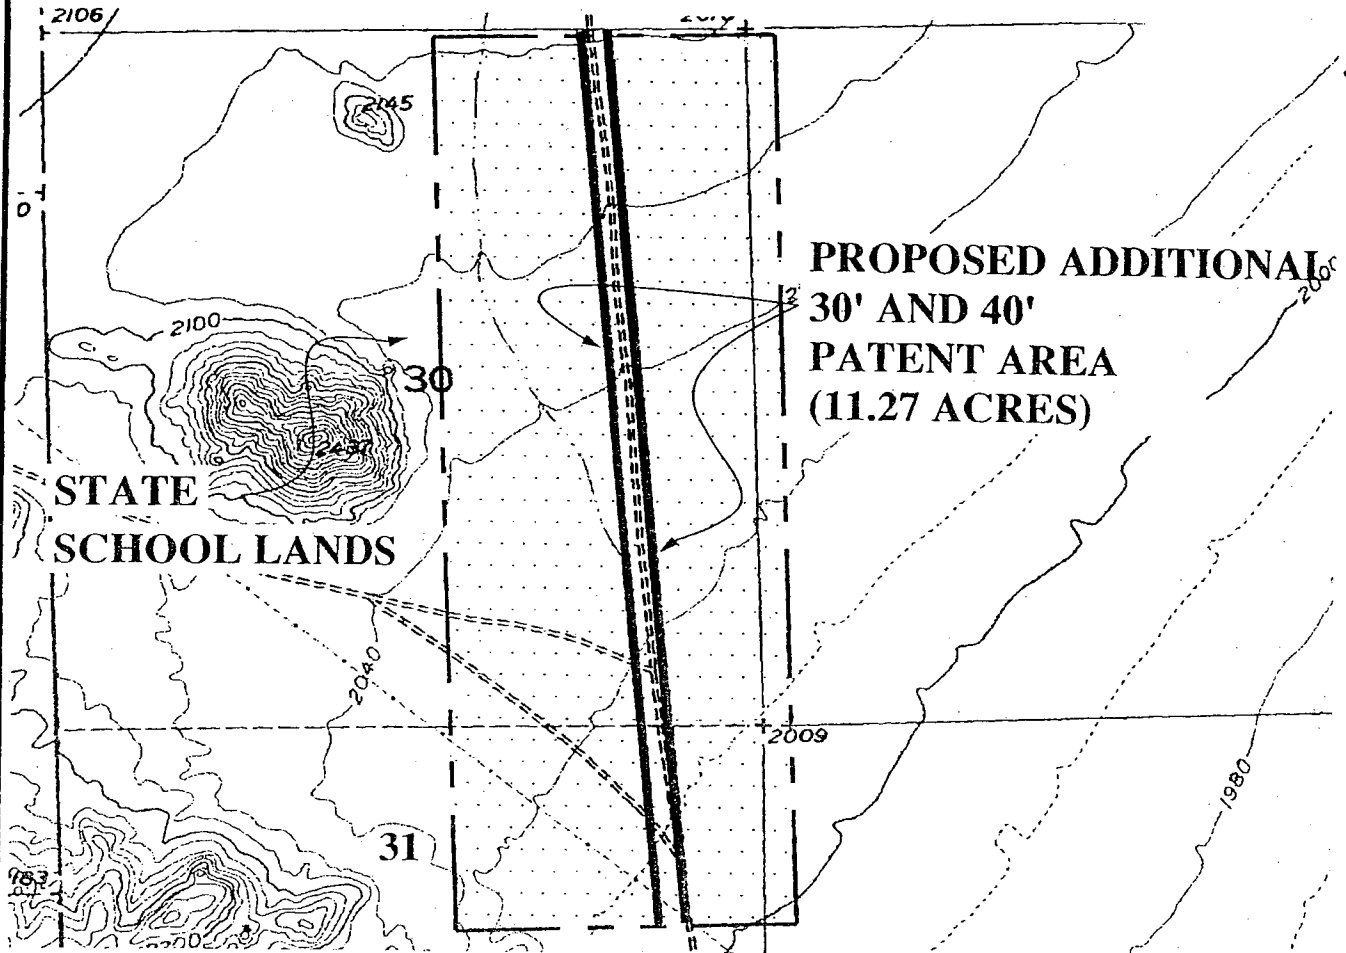 2106
2145
PROPOSED ADDITIONAL
30' AND 40'
PATENT AREA
(11.27 ACRES)
2100
30
2437
STATE
SCHOOL LANDS
2040
2009
1980
31